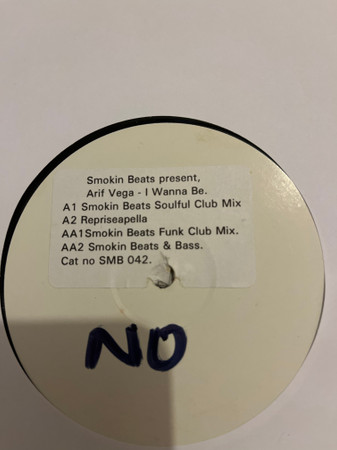 Smokin Beats present,
Arif Vega - I Wanna Be.
A1 Smokin Beats Soulful Club Mix
A2 Repriseapella
AA1Smokin Beats Funk Club Mix.
AA2 Smokin Beats & Bass.
Cat no SMB 042.
NO